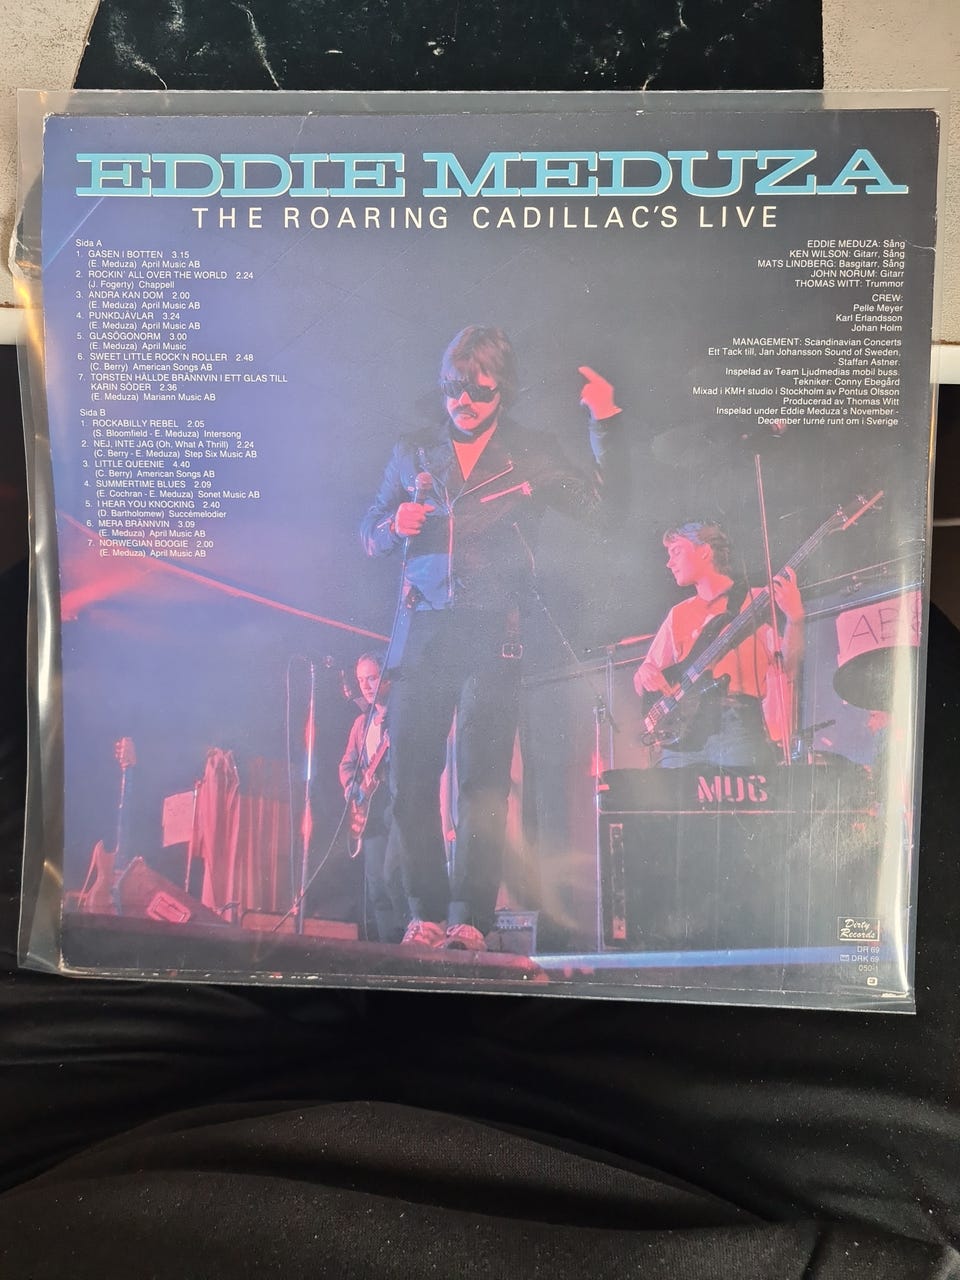 EDDIE MEDUZA
THE ROARING CADILLAC'S LIVE
Sida A
1. GASEN I BOTTEN 3.15
(E. Meduza) April Music AB
2. ROCKIN' ALL OVER THE WORLD 2.24
(J. Fogerty) Chappell
3. ANDRA KAN DOM 2.00
(E. Meduza) April Music AB
4. PUNKDJÄVLAR 3.24
(E. Meduza) April Music AB
5. GLASÖGONORM 3.00
(E. Meduza) April Music
6. SWEET LITTLE ROCK'N ROLLER 2.48
(C. Berry) American Songs AB
7. TORSTEN HÄLLDE BRÄNNVIN I ETT GLAS TILL
KARIN SÖDER 2.36
(E. Meduza) Mariann Music AB
Sida B
1. ROCKABILLY REBEL 2.05
(S. Bloomfield - E. Meduza) Intersong
2. NEJ, INTE JAG (Oh, What A Thrill) 2.24
(C. Berry - E. Meduza) Step Six Music AB
3. LITTLE QUEENIE 4.40
(C. Berry) American Songs AB
4. SUMMERTIME BLUES 2.09
(E. Cochran - E. Meduza) Sonet Music AB
5. I HEAR YOU KNOCKING 2.40
(D. Bartholomew) Succémelodier
6. MERA BRÄNNVIN 3.09
(E. Meduza) April Music AB
7. NORWEGIAN BOOGIE 2.00
(E. Meduza) April Music AB
EDDIE MEDUZA: Sång
KEN WILSON: Gitarr, Sång
MATS LINDBERG: Basgitarr, Sång
JOHN NORUM: Gitarr
THOMAS WITT: Trummor
CREW:
Pelle Meyer
Karl Erlandsson
Johan Holm
MANAGEMENT: Scandinavian Concerts
Ett Tack till, Jan Johansson Sound of Sweden,
Staffan Astner.
Inspelad av Team Ljudmedias mobil buss.
Tekniker: Conny Ebegård
Mixad i KMH studio i Stockholm av Pontus Olsson
Producerad av Thomas Witt
Inspelad under Eddie Meduza's November -
December turné runt om i Sverige
MUG
Dirty
Records
DR 69
DRK 69
050-1